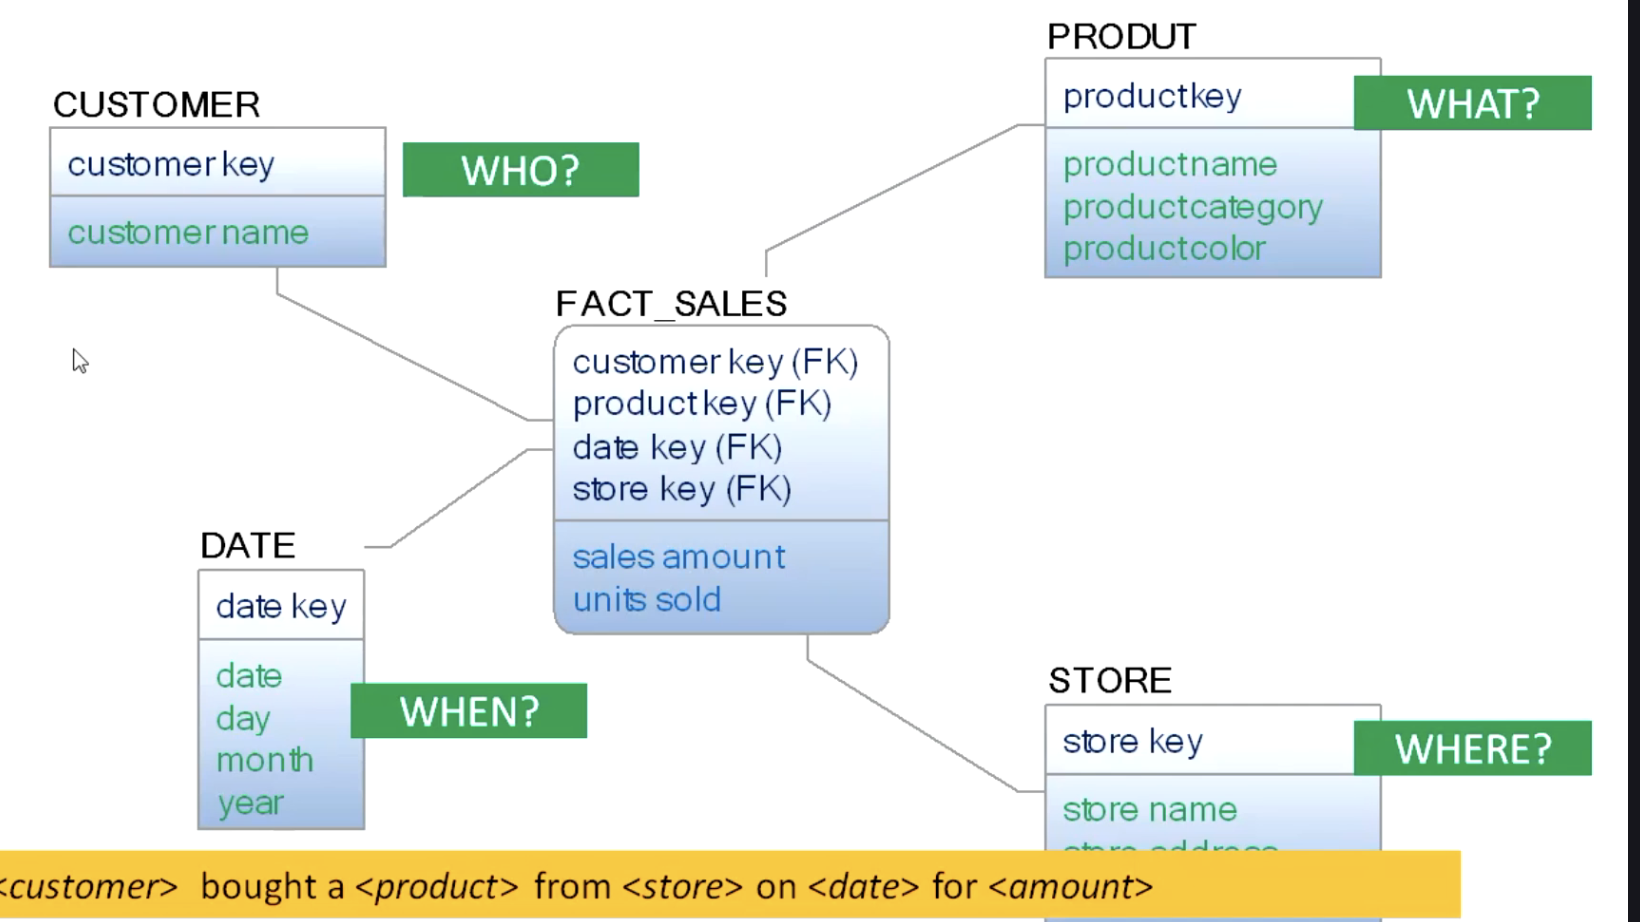 PRODUT
productkey
WHAT?
productname
productcategory
productcolor
CUSTOMER
customer key
WHO?
customer name
FACT_SALES
customer key (FK)
product key (FK)
date key (FK)
store key (FK)
sales amount
units sold
DATE
date key
date
day
month
year
WHEN?
STORE
store key
WHERE?
store name
store address
<customer> bought a <product> from <store> on <date> for <amount>